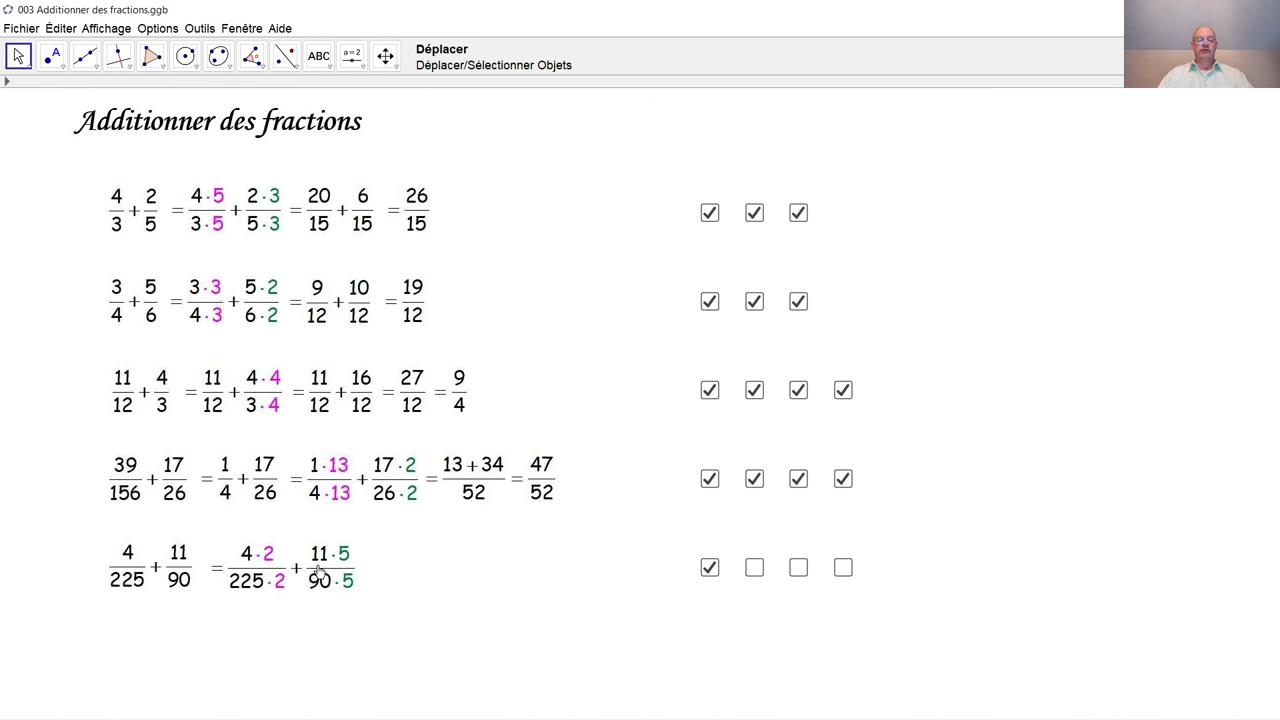 003 Additionner des fractions.ggb
Fichier Éditer Affichage Options Outils Fenêtre Aide
A ABC a=2 Déplacer
Déplacer/Sélectionner Objets
Additionner des fractions
4/3 + 2/5 = 4·5/3·5 + 2·3/5·3 = 20/15 + 6/15 = 26/15
3/4 + 5/6 = 3·3/4·3 + 5·2/6·2 = 9/12 + 10/12 = 19/12
11/12 + 4/3 = 11/12 + 4·4/3·4 = 11/12 + 16/12 = 27/12 = 9/4
39/156 + 17/26 = 1/4 + 17/26 = 1·13/4·13 + 17·2/26·2 = 13+34/52 = 47/52
4/225 + 11/90 = 4·2/225·2 + 11·5/90·5